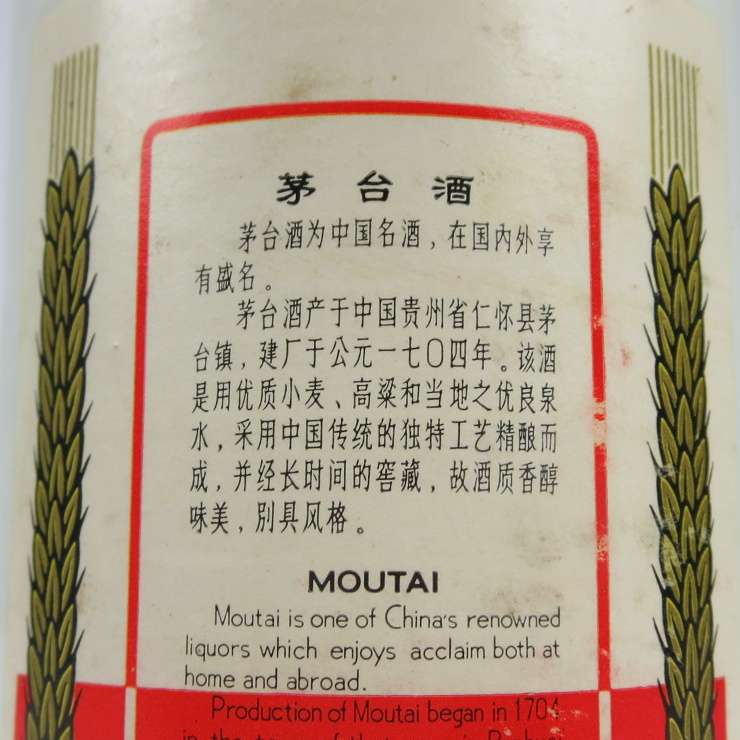 茅台酒
茅台酒为中国名酒，在国内外享
有盛名。
茅台酒产于中国贵州省仁怀县茅
台镇，建厂于公元一七〇四年。该酒
是用优质小麦、高粱和当地之优良泉
水，采用中国传统的独特工艺精酿而
成，并经长时间的窖藏，故酒质香醇
味美，别具风格。
MOUTAI
Moutai is one of China's renowned
liquors which enjoys acclaim both at
home and abroad.
Production of Moutai began in 1704